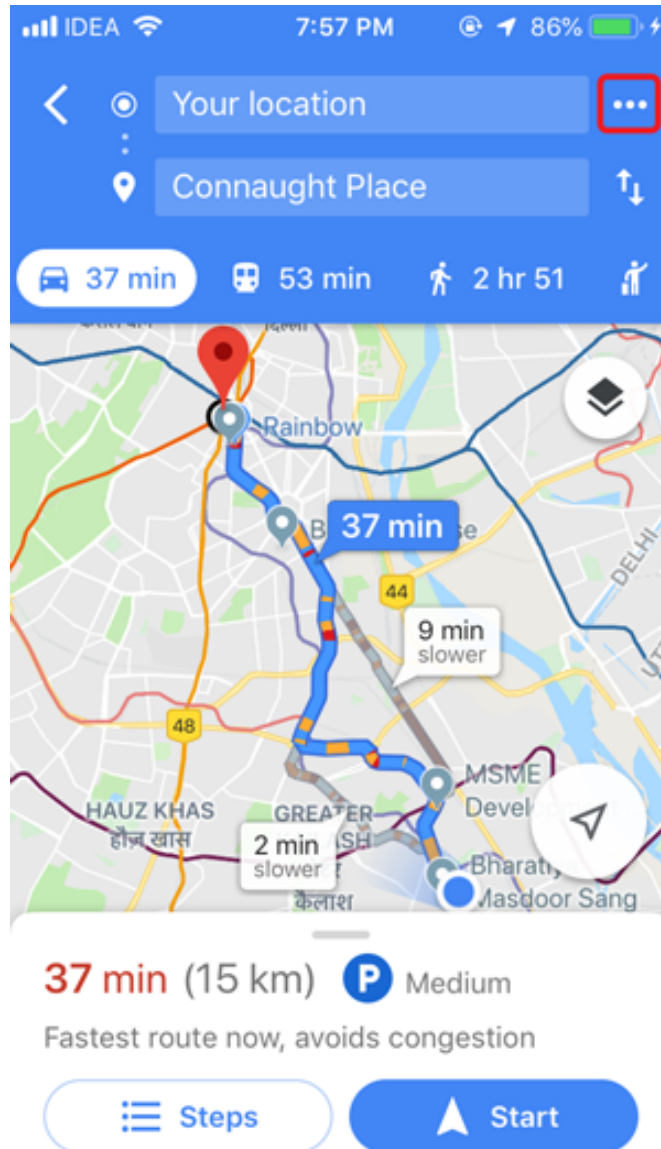 IDEA 7:57 PM 86%
Your location
Connaught Place
37 min 53 min 2 hr 51
Rainbow
37 min
44
9 min
slower
DELHI
48
MSME
HAUZ KHAS
हौज़ खास
GREATER
2 min
slower
कैलाश
Bharatiya
Masdoor Sang
37 min (15 km) P Medium
Fastest route now, avoids congestion
Steps Start